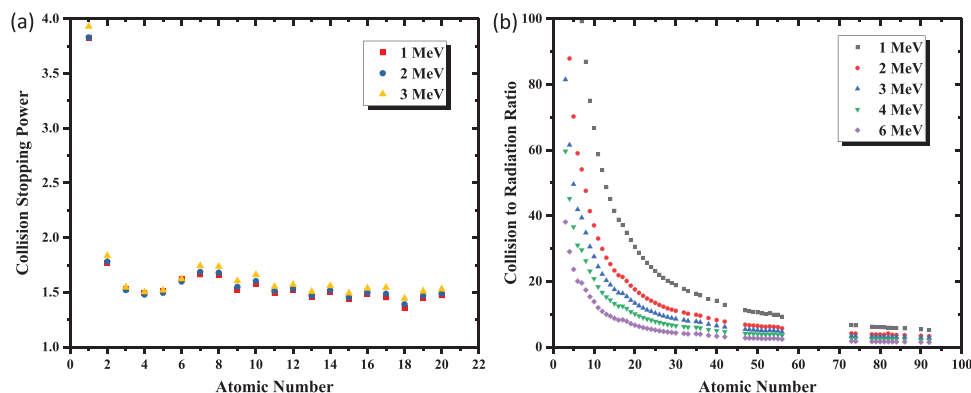 (a)
Collision Stopping Power
4.0
3.5
3.0
2.5
2.0
1.5
1.0
0 2 4 6 8 10 12 14 16 18 20 22
Atomic Number
1 MeV
2 MeV
3 MeV
(b)
Collision to Radiation Ratio
100
80
60
40
20
0
0 10 20 30 40 50 60 70 80 90 100
Atomic Number
1 MeV
2 MeV
3 MeV
4 MeV
6 MeV